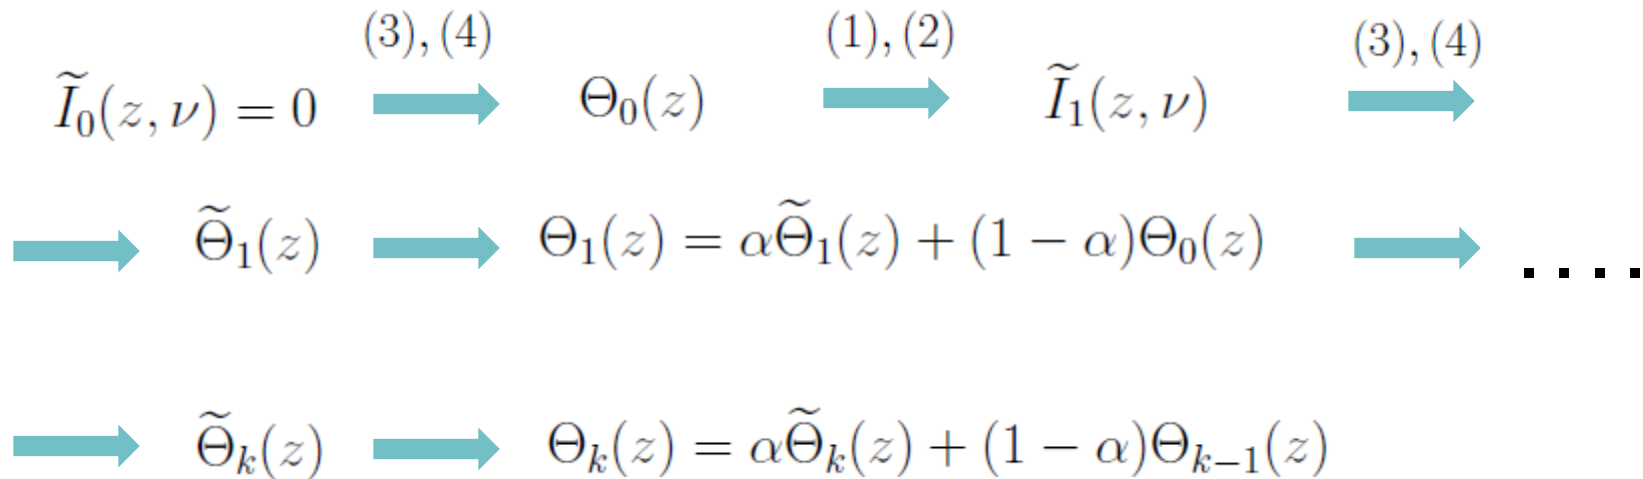 (3), (4) (1), (2) (3), (4)
Ĩ₀(z, ν) = 0 Θ₀(z) Ĩ₁(z, ν)
Θ̃₁(z) Θ₁(z) = αΘ̃₁(z) + (1 − α)Θ₀(z) . . . .
Θ̃ₖ(z) Θₖ(z) = αΘ̃ₖ(z) + (1 − α)Θₖ₋₁(z)